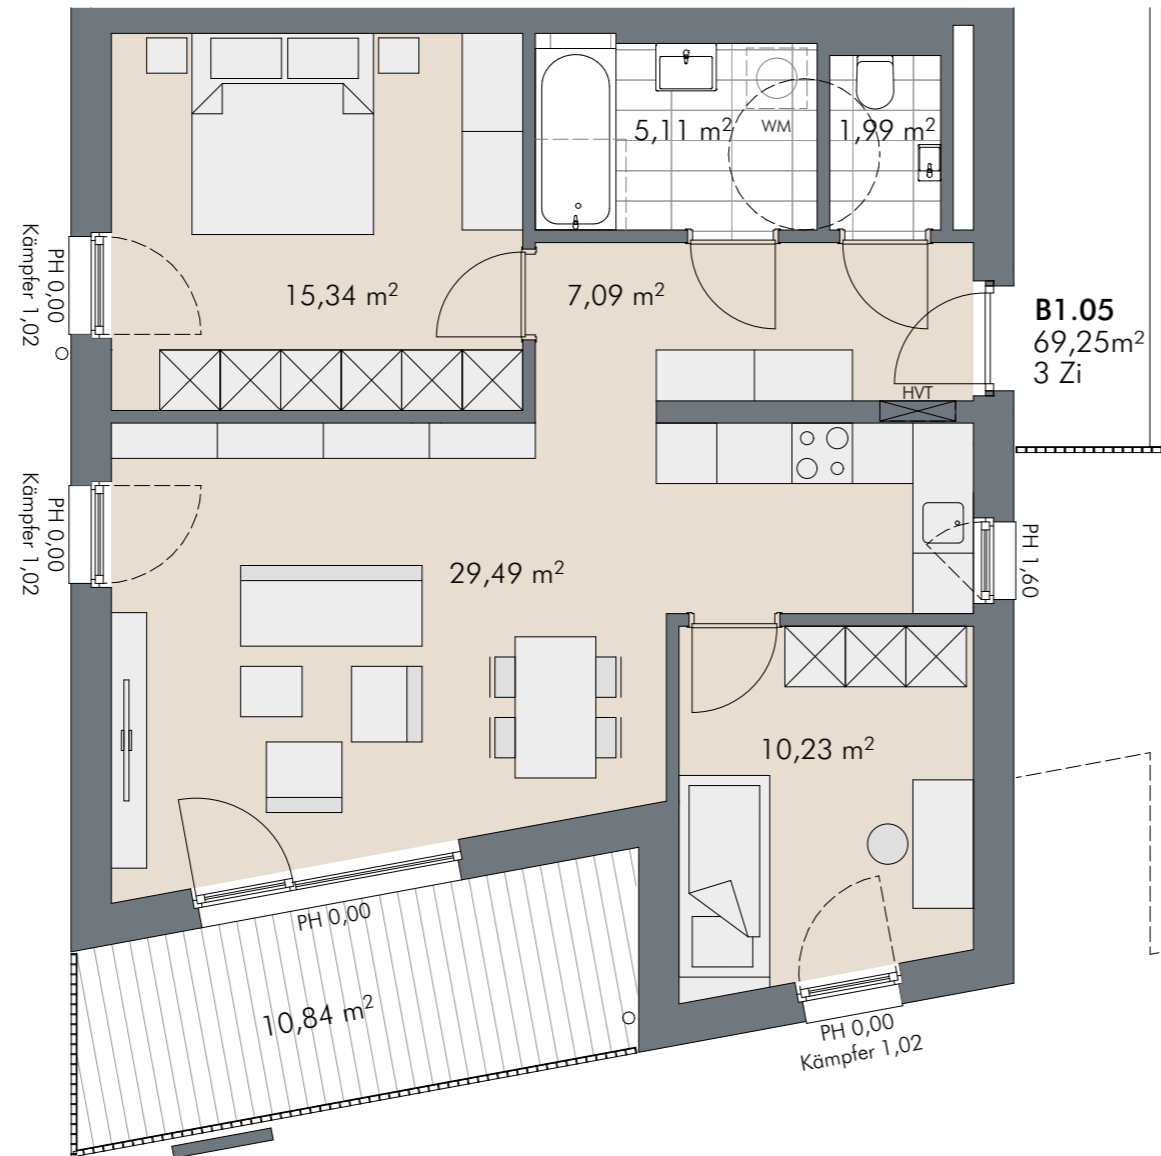 5,11 m²
WM
1,99 m²
PH 0,00
Kämpfer 1,02
15,34 m²
7,09 m²
B1.05
69,25m²
3 Zi
HVT
PH 0,00
Kämpfer 1,02
29,49 m²
PH 1,60
10,23 m²
PH 0,00
10,84 m²
PH 0,00
Kämpfer 1,02